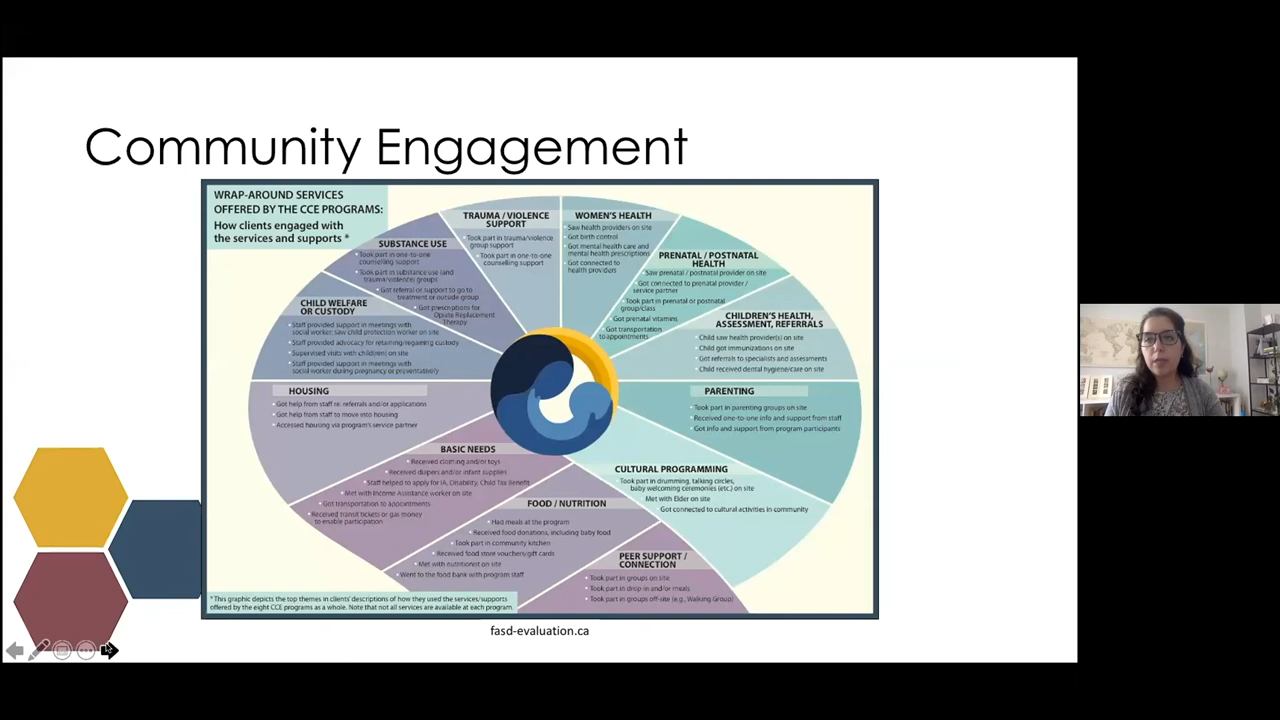 Community Engagement
WRAP-AROUND SERVICES
OFFERED BY THE CCE PROGRAMS:
How clients engaged with
the services and supports *
TRAUMA / VIOLENCE
SUPPORT
• Took part in trauma/violence
group support
• Took part in one-to-one
counselling support
WOMEN'S HEALTH
• Saw health providers on site
• Got birth control
• Got mental health care and
mental health prescriptions
• Got connected to
health providers
PRENATAL / POSTNATAL
HEALTH
• Saw prenatal / postnatal provider on site
• Got connected to prenatal provider /
service partner
• Took part in prenatal or postnatal
group/class
• Got prenatal vitamins
• Got transportation
to appointments
CHILDREN'S HEALTH,
ASSESSMENT, REFERRALS
• Child saw health provider(s) on site
• Child got immunizations on site
• Got referrals to specialists and assessments
• Child received dental hygiene/care on site
PARENTING
• Took part in parenting groups on site
• Received one-to-one info and support from staff
• Got info and support from program participants
CULTURAL PROGRAMMING
• Took part in drumming, talking circles,
baby welcoming ceremonies (etc.) on site
• Met with Elder on site
• Got connected to cultural activities in community
PEER SUPPORT /
CONNECTION
• Took part in groups on site
• Took part in drop-in and/or meals
• Took part in groups off-site (e.g., Walking Group)
FOOD / NUTRITION
• Had meals at the program
• Received food donations, including baby food
• Took part in community kitchen
• Received food store vouchers/gift cards
• Met with nutritionist on site
• Went to the food bank with program staff
BASIC NEEDS
• Received clothing and/or toys
• Received diapers and/or infant supplies
• Staff helped to apply for IA, Disability, Child Tax Benefit
• Met with Income Assistance worker on site
• Got transportation to appointments
• Received transit tickets or gas money
to enable participation
HOUSING
• Got help from staff re: referrals and/or applications
• Got help from staff to move into housing
• Accessed housing via program's service partner
CHILD WELFARE
OR CUSTODY
• Staff provided support in meetings with
social worker; saw child protection worker on site
• Staff provided advocacy for retaining/regaining custody
• Supervised visits with child(ren) on site
• Staff provided support in meetings with
social worker during pregnancy or preventatively
SUBSTANCE USE
• Took part in one-to-one
counselling support
• Took part in substance use (and
trauma/violence) groups
• Got referral or support to go to
treatment or outside group
• Got prescriptions for
Opiate Replacement
Therapy
* This graphic depicts the top themes in clients' descriptions of how they used the services/supports
offered by the eight CCE programs as a whole. Note that not all services are available at each program.
fasd-evaluation.ca